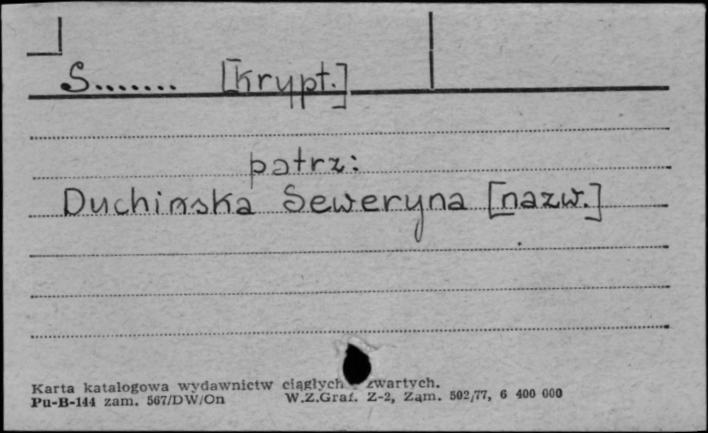 S....... [Krypt.]
patrz:
Duchińska Seweryna [nazw.]
Karta katalogowa wydawnictw ciągłych zwartych.
Pu-B-144 zam. 567/DW/On W.Z.Graf. Z-2, Zam. 502/77, 6 400 000